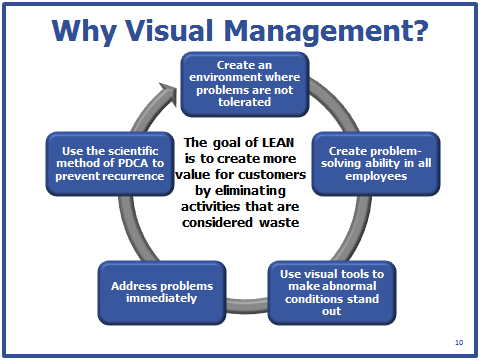 Why Visual Management?
Create an
environment where
problems are not
tolerated
Create problem-
solving ability in all
employees
Use visual tools to
make abnormal
conditions stand
out
Address problems
immediately
Use the scientific
method of PDCA to
prevent recurrence
The goal of LEAN
is to create more
value for customers
by eliminating
activities that are
considered waste
10